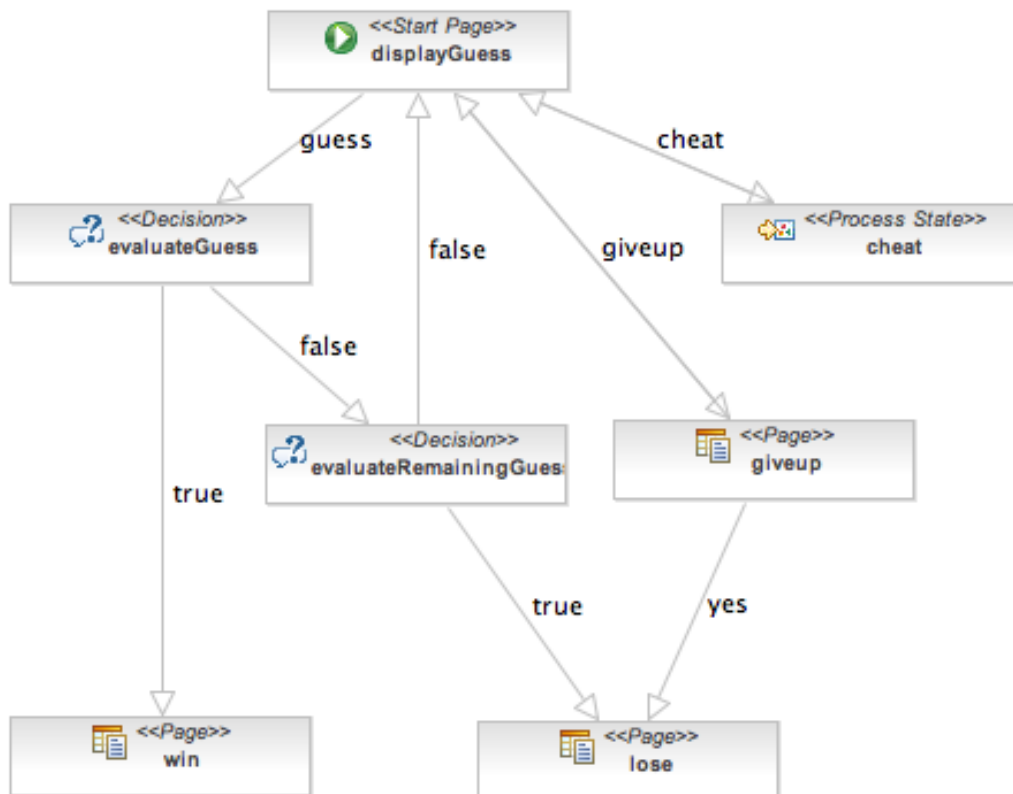 <<Start Page>>
displayGuess
guess
cheat
<<Decision>>
evaluateGuess
false
giveup
<<Process State>>
cheat
false
<<Decision>>
evaluateRemainingGues
<<Page>>
giveup
true
true
yes
<<Page>>
win
<<Page>>
lose